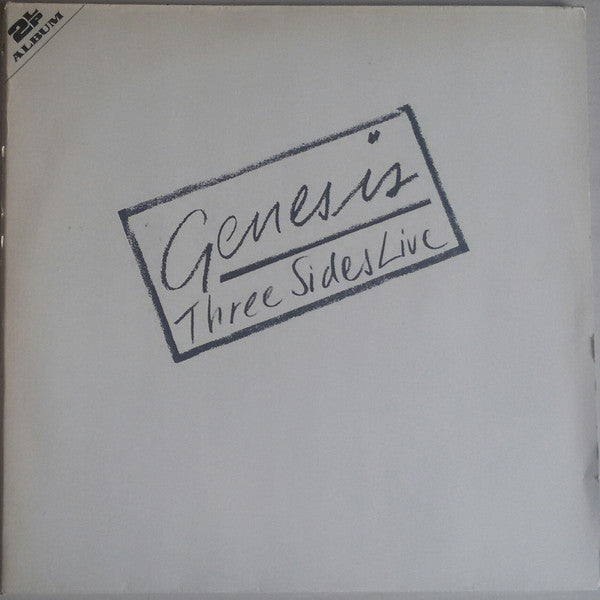 2LP
ALBUM
Genesis
Three Sides Live